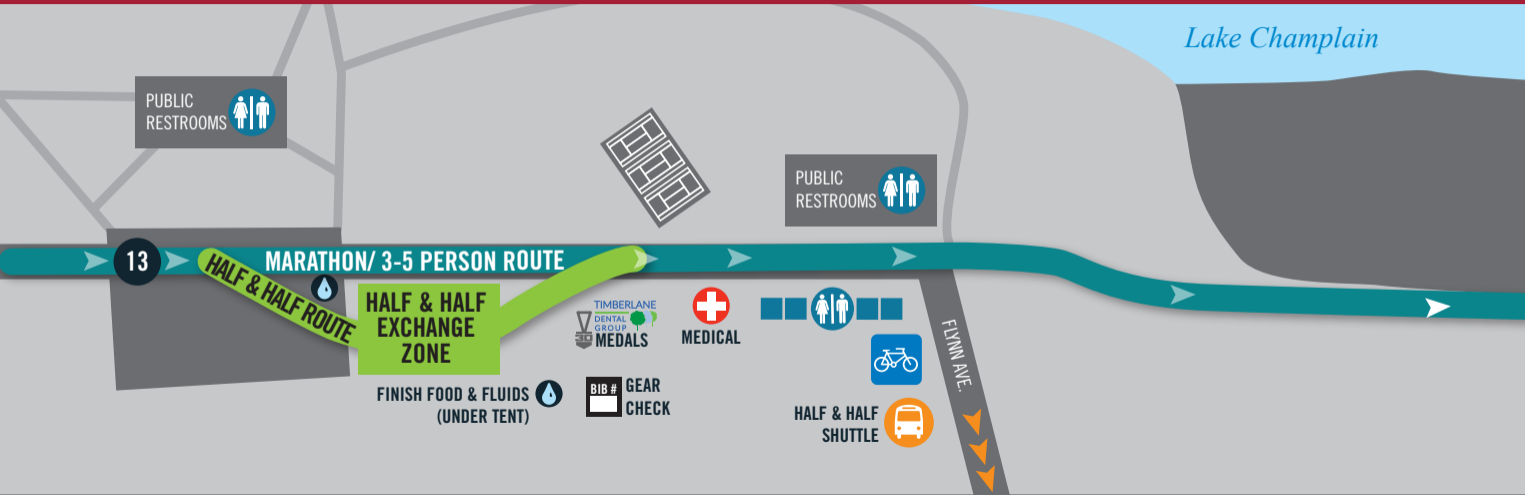 Lake Champlain
PUBLIC
RESTROOMS
PUBLIC
RESTROOMS
13
MARATHON/ 3-5 PERSON ROUTE
HALF & HALF ROUTE
HALF & HALF
EXCHANGE
ZONE
TIMBERLANE
DENTAL
GROUP
30
MEDALS
MEDICAL
FLYNN AVE.
FINISH FOOD & FLUIDS
(UNDER TENT)
BIB #
GEAR
CHECK
HALF & HALF
SHUTTLE